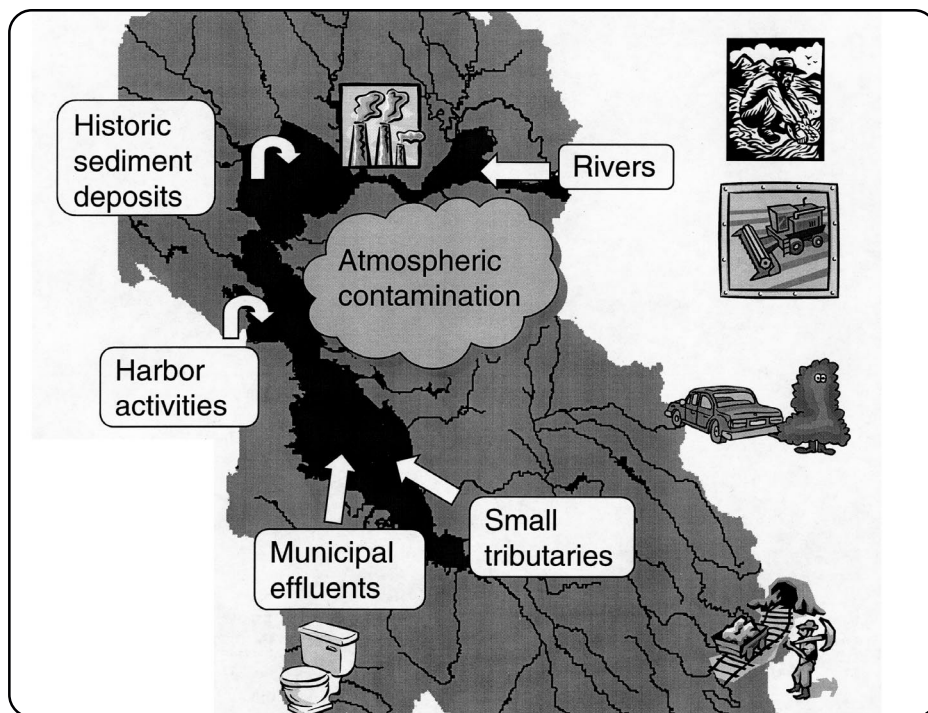 Historic
sediment
deposits
Rivers
Atmospheric
contamination
Harbor
activities
Small
tributaries
Municipal
effluents